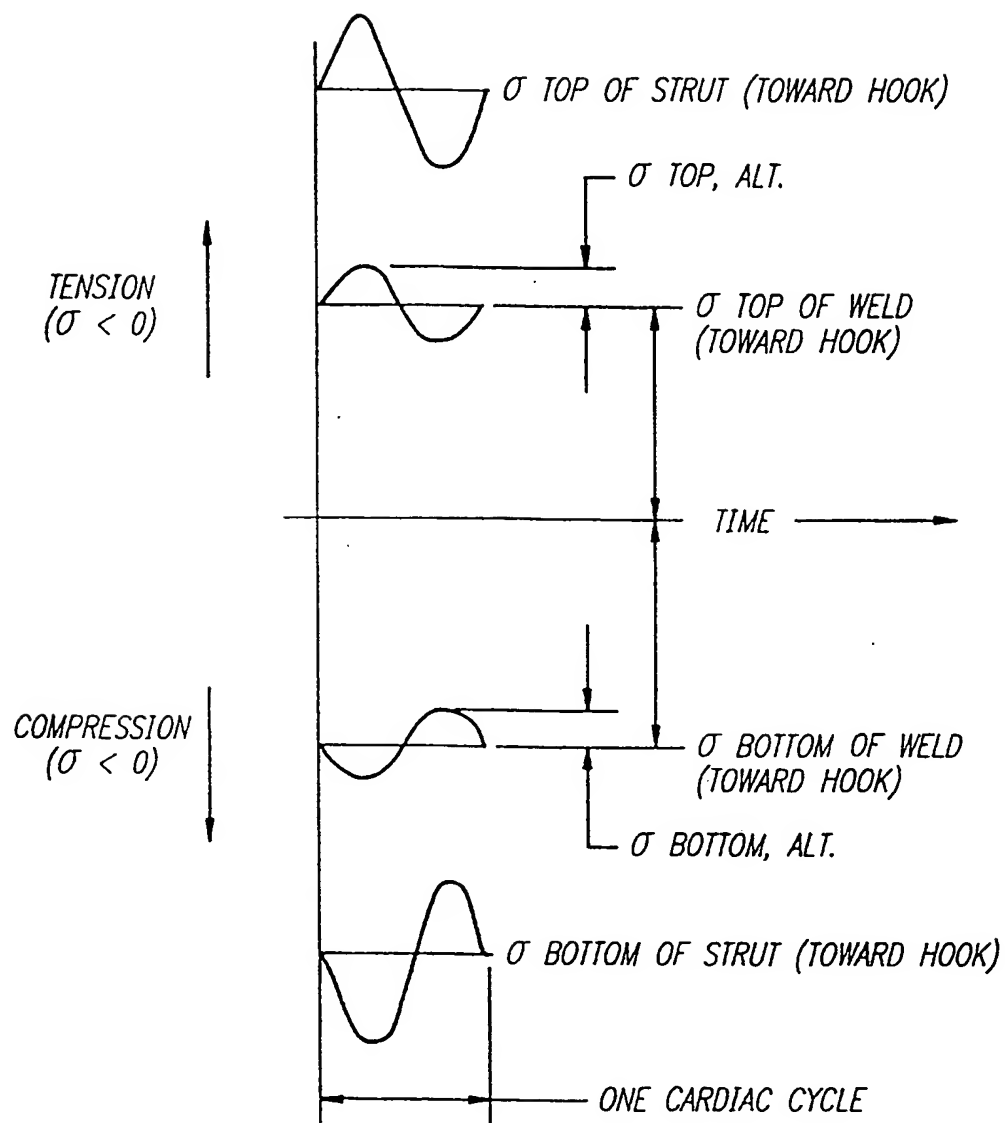 σ TOP OF STRUT (TOWARD HOOK)
σ TOP, ALT.
TENSION
(σ < 0)
σ TOP OF WELD
(TOWARD HOOK)
TIME
COMPRESSION
(σ < 0)
σ BOTTOM OF WELD
(TOWARD HOOK)
σ BOTTOM, ALT.
σ BOTTOM OF STRUT (TOWARD HOOK)
ONE CARDIAC CYCLE